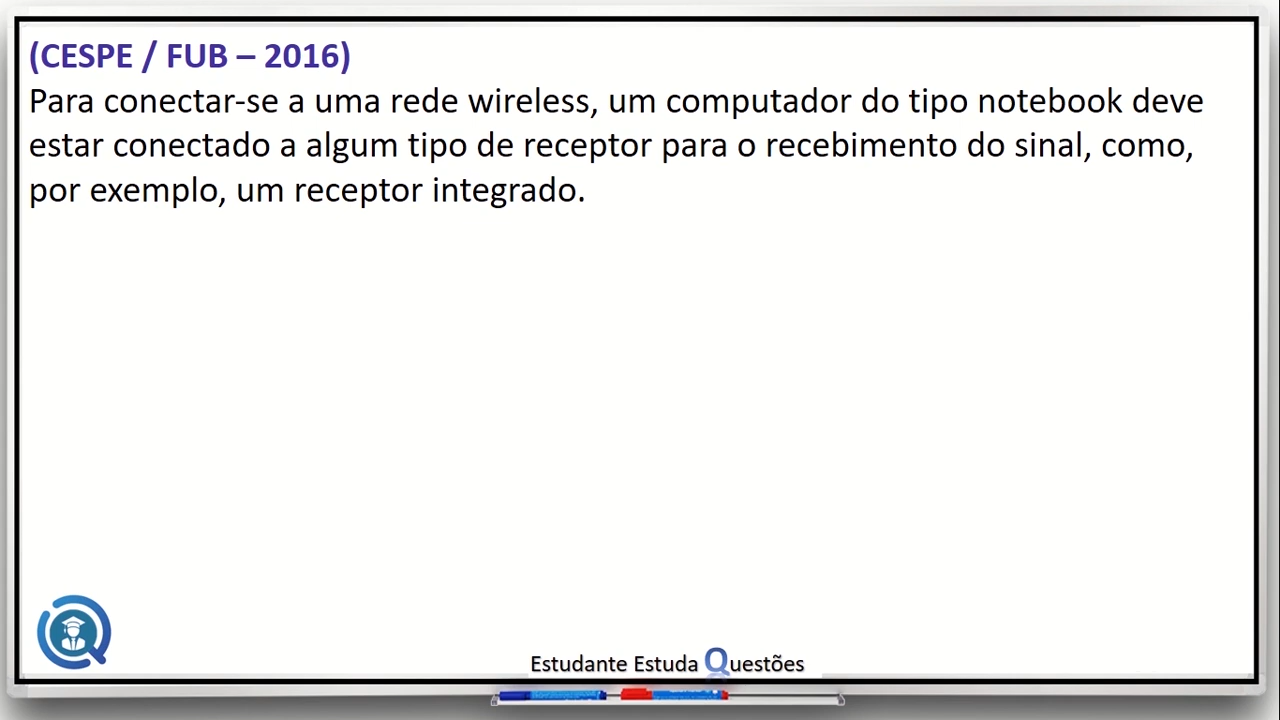 (CESPE / FUB – 2016)
Para conectar-se a uma rede wireless, um computador do tipo notebook deve
estar conectado a algum tipo de receptor para o recebimento do sinal, como,
por exemplo, um receptor integrado.
Estudante Estuda Questões